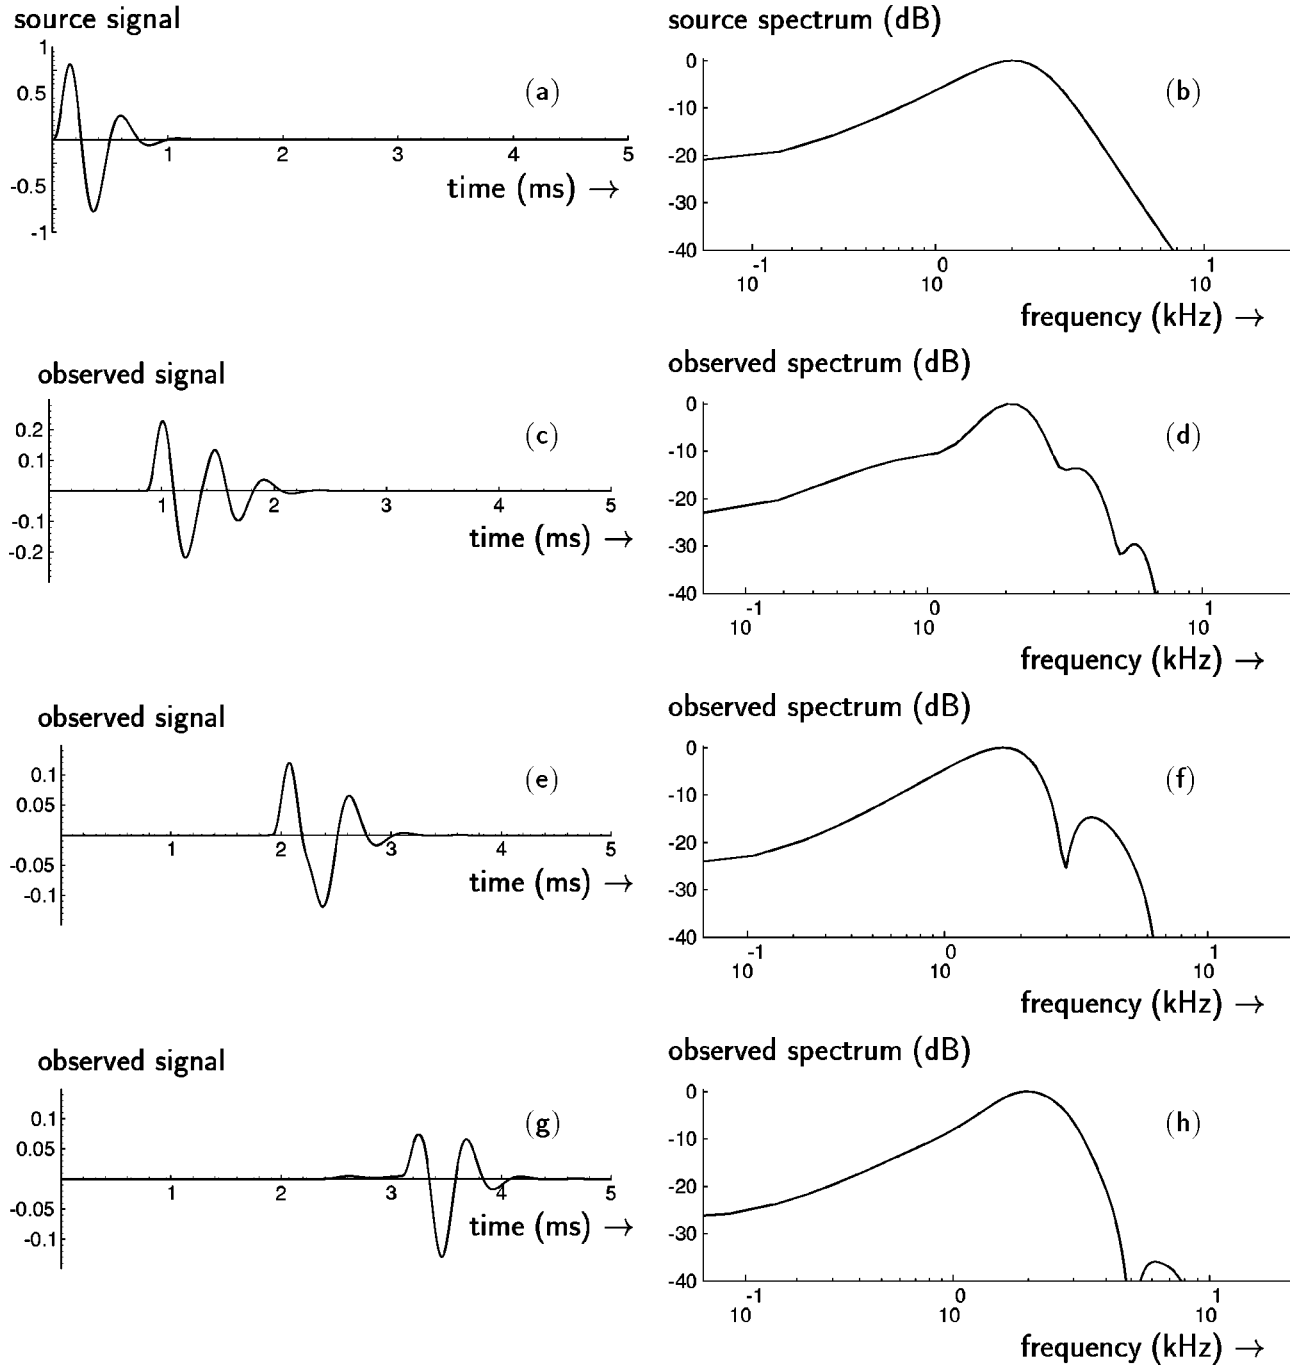 source signal
1
0.5
-0.5
-1
1 2 3 4 5
(a)
time (ms) →
source spectrum (dB)
0
-10
-20
-30
-40
(b)
-1 0 1
10 10 10
frequency (kHz) →
observed signal
0.2
0.1
-0.1
-0.2
1 2 3 4 5
(c)
time (ms) →
observed spectrum (dB)
0
-10
-20
-30
-40
(d)
-1 0 1
10 10 10
frequency (kHz) →
observed signal
0.1
0.05
-0.05
-0.1
1 2 3 4 5
(e)
time (ms) →
observed spectrum (dB)
0
-10
-20
-30
-40
(f)
-1 0 1
10 10 10
frequency (kHz) →
observed signal
0.1
0.05
-0.05
-0.1
1 2 3 4 5
(g)
time (ms) →
observed spectrum (dB)
0
-10
-20
-30
-40
(h)
-1 0 1
10 10 10
frequency (kHz) →